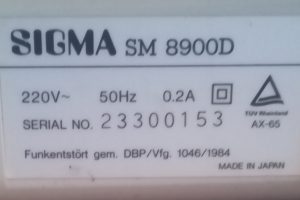 SIGMA SM 8900D
220V~ 50Hz 0.2A
TÜV Rheinland
SERIAL NO. 23300153 AX-65
Funkentstört gem. DBP/Vfg. 1046/1984
MADE IN JAPAN